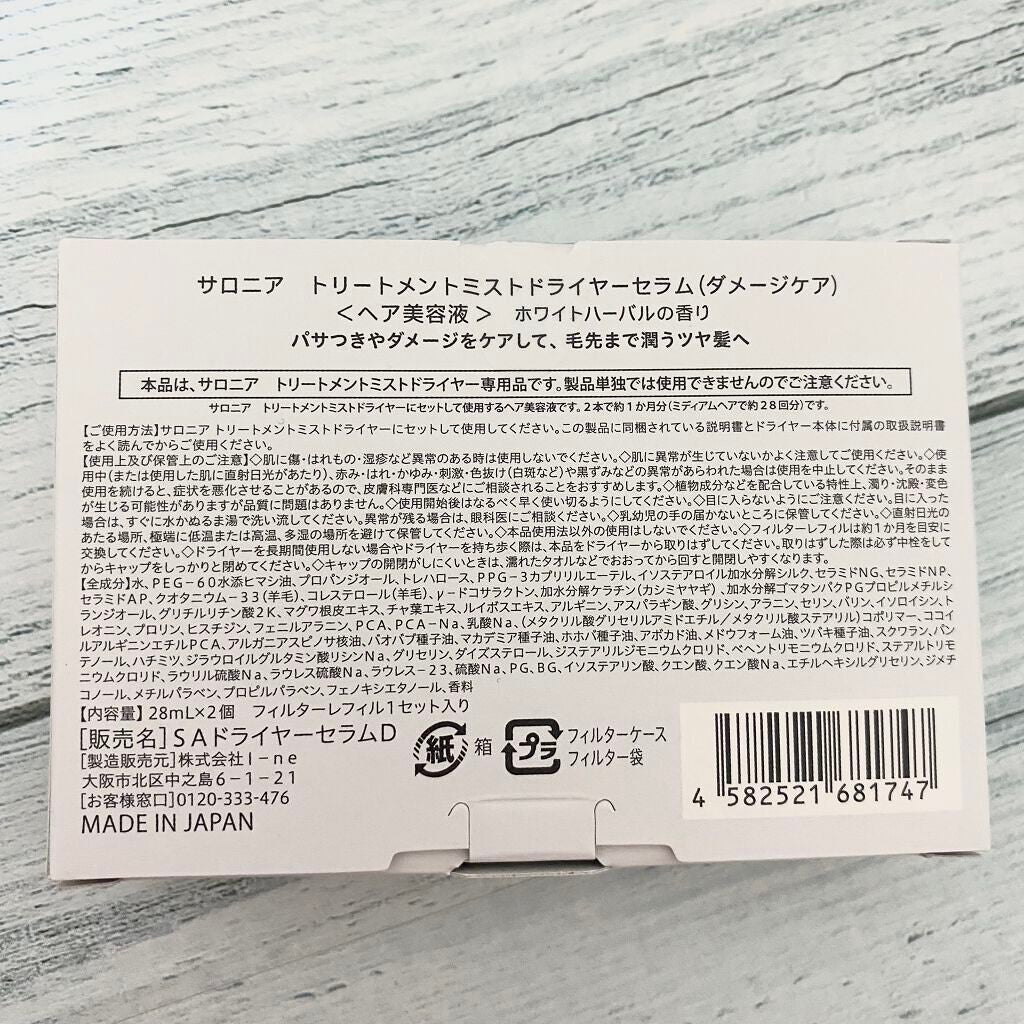 サロニア　トリートメントミストドライヤーセラム(ダメージケア)
＜ヘア美容液＞　ホワイトハーバルの香り
パサつきやダメージをケアして、毛先まで潤うツヤ髪へ
本品は、サロニア　トリートメントミストドライヤー専用品です。製品単独では使用できませんのでご注意ください。
サロニア　トリートメントミストドライヤーにセットして使用するヘア美容液です。2本で約1か月分(ミディアムヘアで約28回分)です。
【ご使用方法】サロニア トリートメントミストドライヤーにセットして使用してください。この製品に同梱されている説明書とドライヤー本体に付属の取扱説明書
をよく読んでからご使用ください。
【使用上及び保管上のご注意】◇肌に傷・はれもの・湿疹など異常のある時は使用しないでください。◇肌に異常が生じていないかよく注意してご使用ください。◇使
用中(または使用した肌に直射日光があたり)、赤み・はれ・かゆみ・刺激・色抜け(白斑など)や黒ずみなどの異常があらわれた場合は使用を中止してください。そのまま
使用を続けると、症状を悪化させることがあるので、皮膚科専門医などにご相談されることをおすすめします。◇植物成分などを配合している特性上、濁り・沈殿・変色
が生じる可能性がありますが品質に問題はありません。◇使用開始後はなるべく早く使い切るようにしてください。◇目に入らないようにご注意ください。目に入った
場合は、すぐに水かぬるま湯で洗い流してください。異常が残る場合は、眼科医にご相談ください。◇乳幼児の手の届かないところに保管してください。◇直射日光の
あたる場所、極端に低温または高温、多湿の場所を避けて保管してください。◇本品使用法以外の使用はしないでください。◇フィルターレフィルは約1か月を目安に
交換してください。◇ドライヤーを長期間使用しない場合やドライヤーを持ち歩く際は、本品をドライヤーから取りはずしてください。取りはずした際は必ず中栓をして
からキャップをしっかりと閉めてください。◇キャップの開閉がしにくいときは、濡れたタオルなどでおおってから回すと開閉しやすくなります。
【全成分】水、PEG-60水添ヒマシ油、プロパンジオール、トレハロース、PPG-3カプリリルエーテル、イソステアロイル加水分解シルク、セラミドNG、セラミドNP、
セラミドAP、クオタニウム-33(羊毛)、コレステロール(羊毛)、γ-ドコサラクトン、加水分解ケラチン(カシミヤヤギ)、加水分解ゴマタンパクPGプロピルメチルシ
ランジオール、グリチルリチン酸2K、マグワ根皮エキス、チャ葉エキス、ルイボスエキス、アルギニン、アスパラギン酸、グリシン、アラニン、セリン、バリン、イソロイシン、ト
レオニン、プロリン、ヒスチジン、フェニルアラニン、PCA、PCA-Na、乳酸Na、(メタクリル酸グリセリルアミドエチル/メタクリル酸ステアリル)コポリマー、ココイ
ルアルギニンエチルPCA、アルガニアスピノサ核油、バオバブ種子油、マカデミア種子油、ホホバ種子油、アボカド油、メドウフォーム油、ツバキ種子油、スクワラン、パン
テノール、ハチミツ、ジラウロイルグルタミン酸リシンNa、グリセリン、ダイズステロール、ジステアリルジモニウムクロリド、ベヘントリモニウムクロリド、ステアルトリモ
ニウムクロリド、ラウリル硫酸Na、ラウレス硫酸Na、ラウレス-23、硫酸Na、PG、BG、イソステアリン酸、クエン酸、クエン酸Na、エチルヘキシルグリセリン、ジメチ
コノール、メチルパラベン、プロピルパラベン、フェノキシエタノール、香料
【内容量】28mL×2個　フィルターレフィル1セット入り
[販売名]SAドライヤーセラムD
[製造販売元]株式会社I-ne
大阪市北区中之島6-1-21
[お客様窓口]0120-333-476
MADE IN JAPAN
紙 箱
プラ フィルターケース
フィルター袋
4 582521 681747